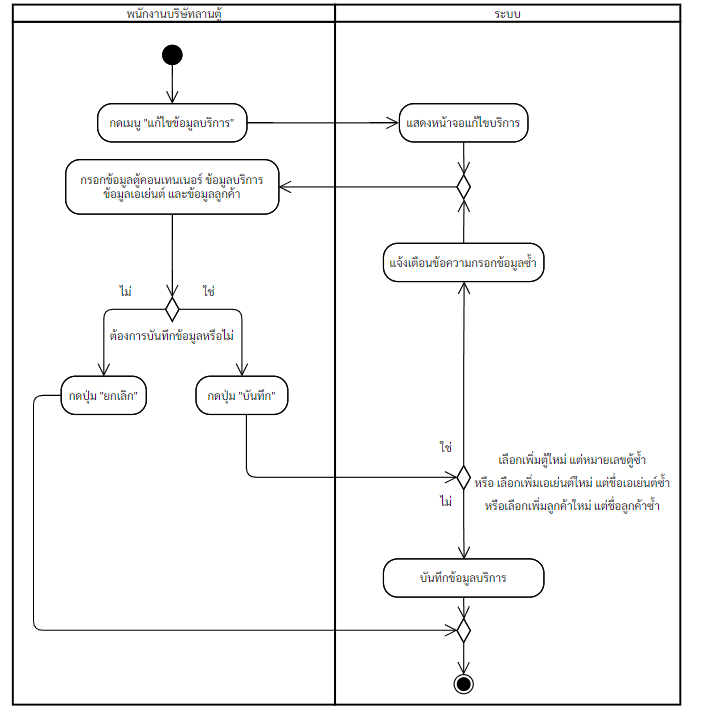 พนักงานบริษัทลานตู้
ระบบ
กดเมนู "แก้ไขข้อมูลบริการ"
แสดงหน้าจอแก้ไขบริการ
กรอกข้อมูลตู้คอนเทนเนอร์ ข้อมูลบริการ
ข้อมูลเอเย่นต์ และข้อมูลลูกค้า
แจ้งเตือนข้อความกรอกข้อมูลซ้ำ
ไม่
ใช่
ต้องการบันทึกข้อมูลหรือไม่
กดปุ่ม "ยกเลิก"
กดปุ่ม "บันทึก"
ใช่
เลือกเพิ่มตู้ใหม่ แต่หมายเลขตู้ซ้ำ
หรือ เลือกเพิ่มเอเย่นต์ใหม่ แต่ชื่อเอเย่นต์ซ้ำ
ไม่
หรือเลือกเพิ่มลูกค้าใหม่ แต่ชื่อลูกค้าซ้ำ
บันทึกข้อมูลบริการ